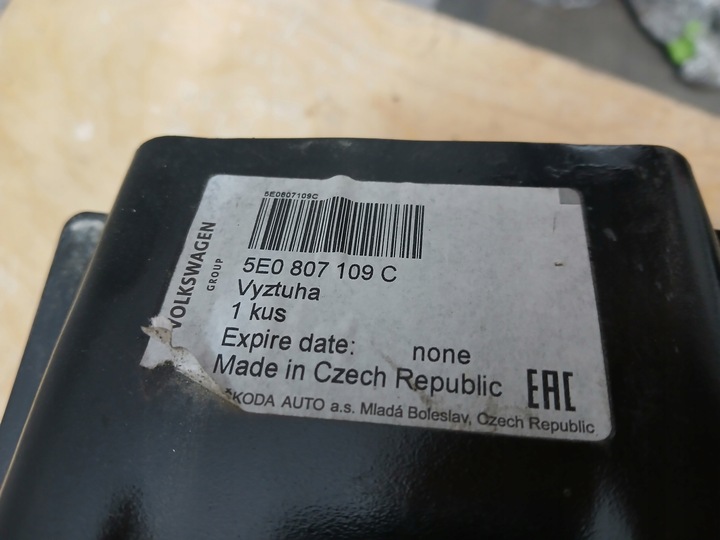 5E0807109C
VOLKSWAGEN
GROUP
5E0 807 109 C
Vyztuha
1 kus
Expire date: none
Made in Czech Republic
EAC
ŠKODA AUTO a.s. Mladá Boleslav, Czech Republic